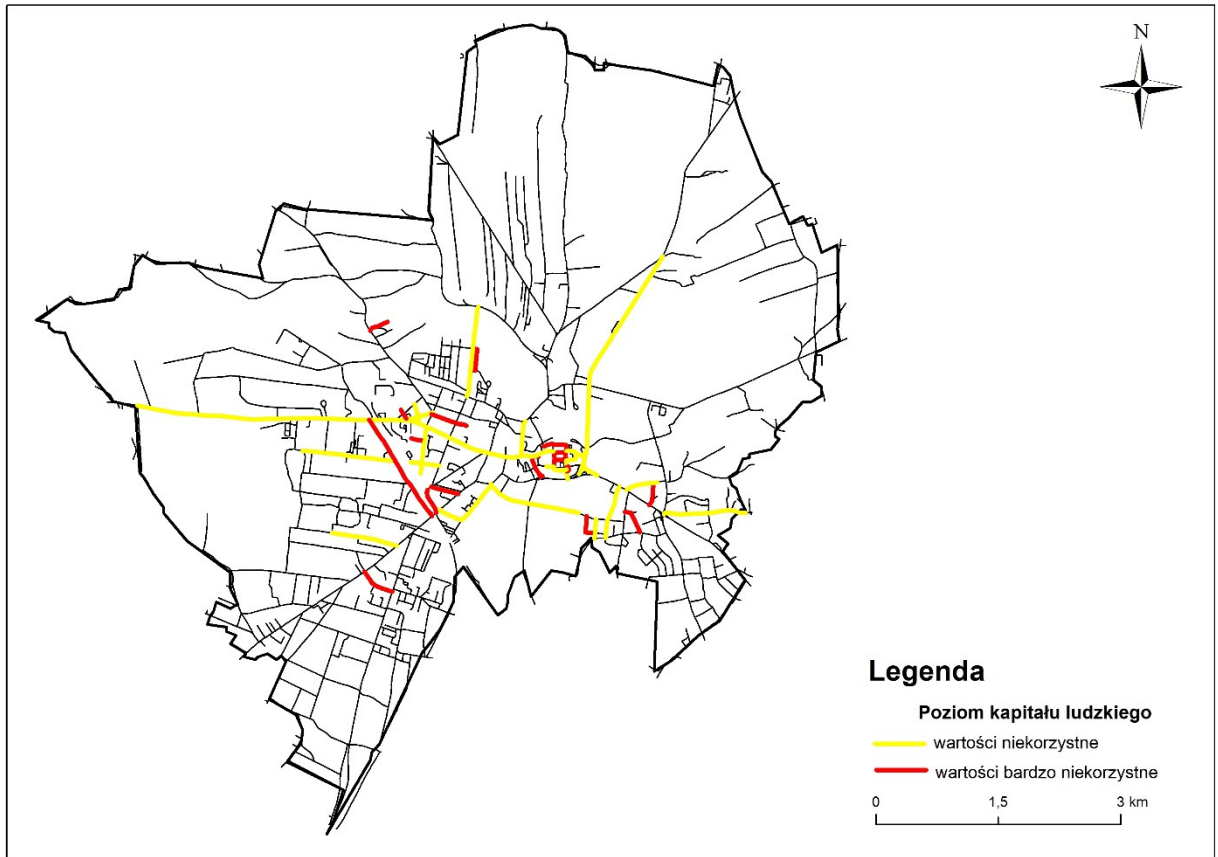 N
Legenda
Poziom kapitału ludzkiego
wartości niekorzystne
wartości bardzo niekorzystne
0 1,5 3 km